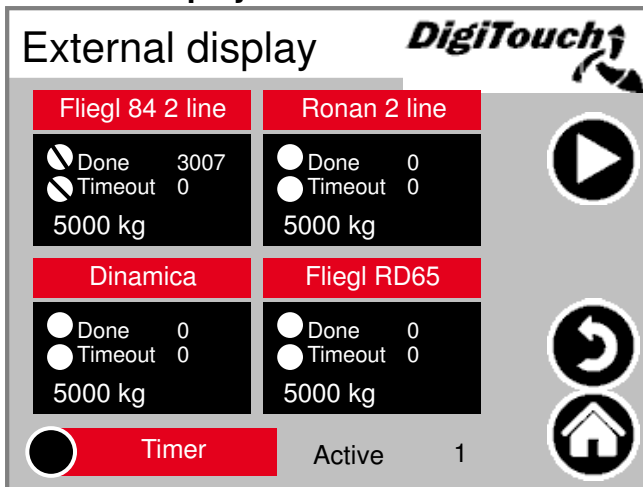 External display
DigiTouch
Fliegl 84 2 line
Done 3007
Timeout 0
5000 kg
Ronan 2 line
Done 0
Timeout 0
5000 kg
Dinamica
Done 0
Timeout 0
5000 kg
Fliegl RD65
Done 0
Timeout 0
5000 kg
Timer
Active 1